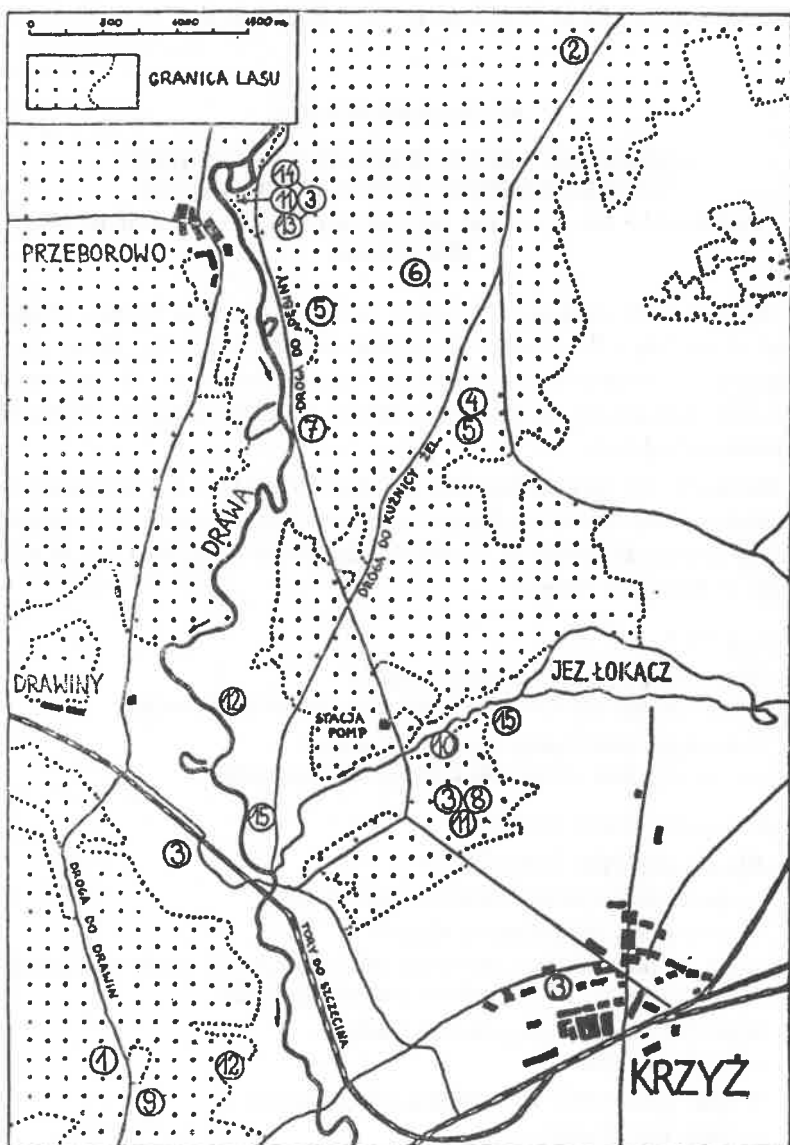 0 500 1000 1500 m
GRANICA LASU
2
14
11 3
13
PRZEBOROWO
6
5
DROGA DO
4
5
7
DRAWA
DROGA DO KUŹNICY ŻEL.
JEZ. ŁOKACZ
DRAWINY
12
STACJA
POMP
15
10
3 8
11
15
3
DROGA DO DRAWIN
TORY DO SZCZECINA
3
1
12
9
KRZYŻ